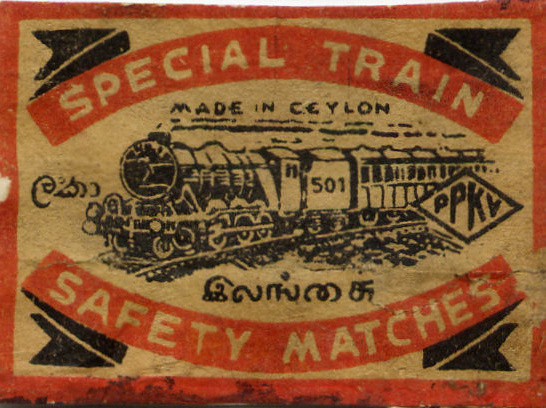 SPECIAL TRAIN
MADE IN CEYLON
ලංකා
501
PPKV
இலங்கை
SAFETY MATCHES